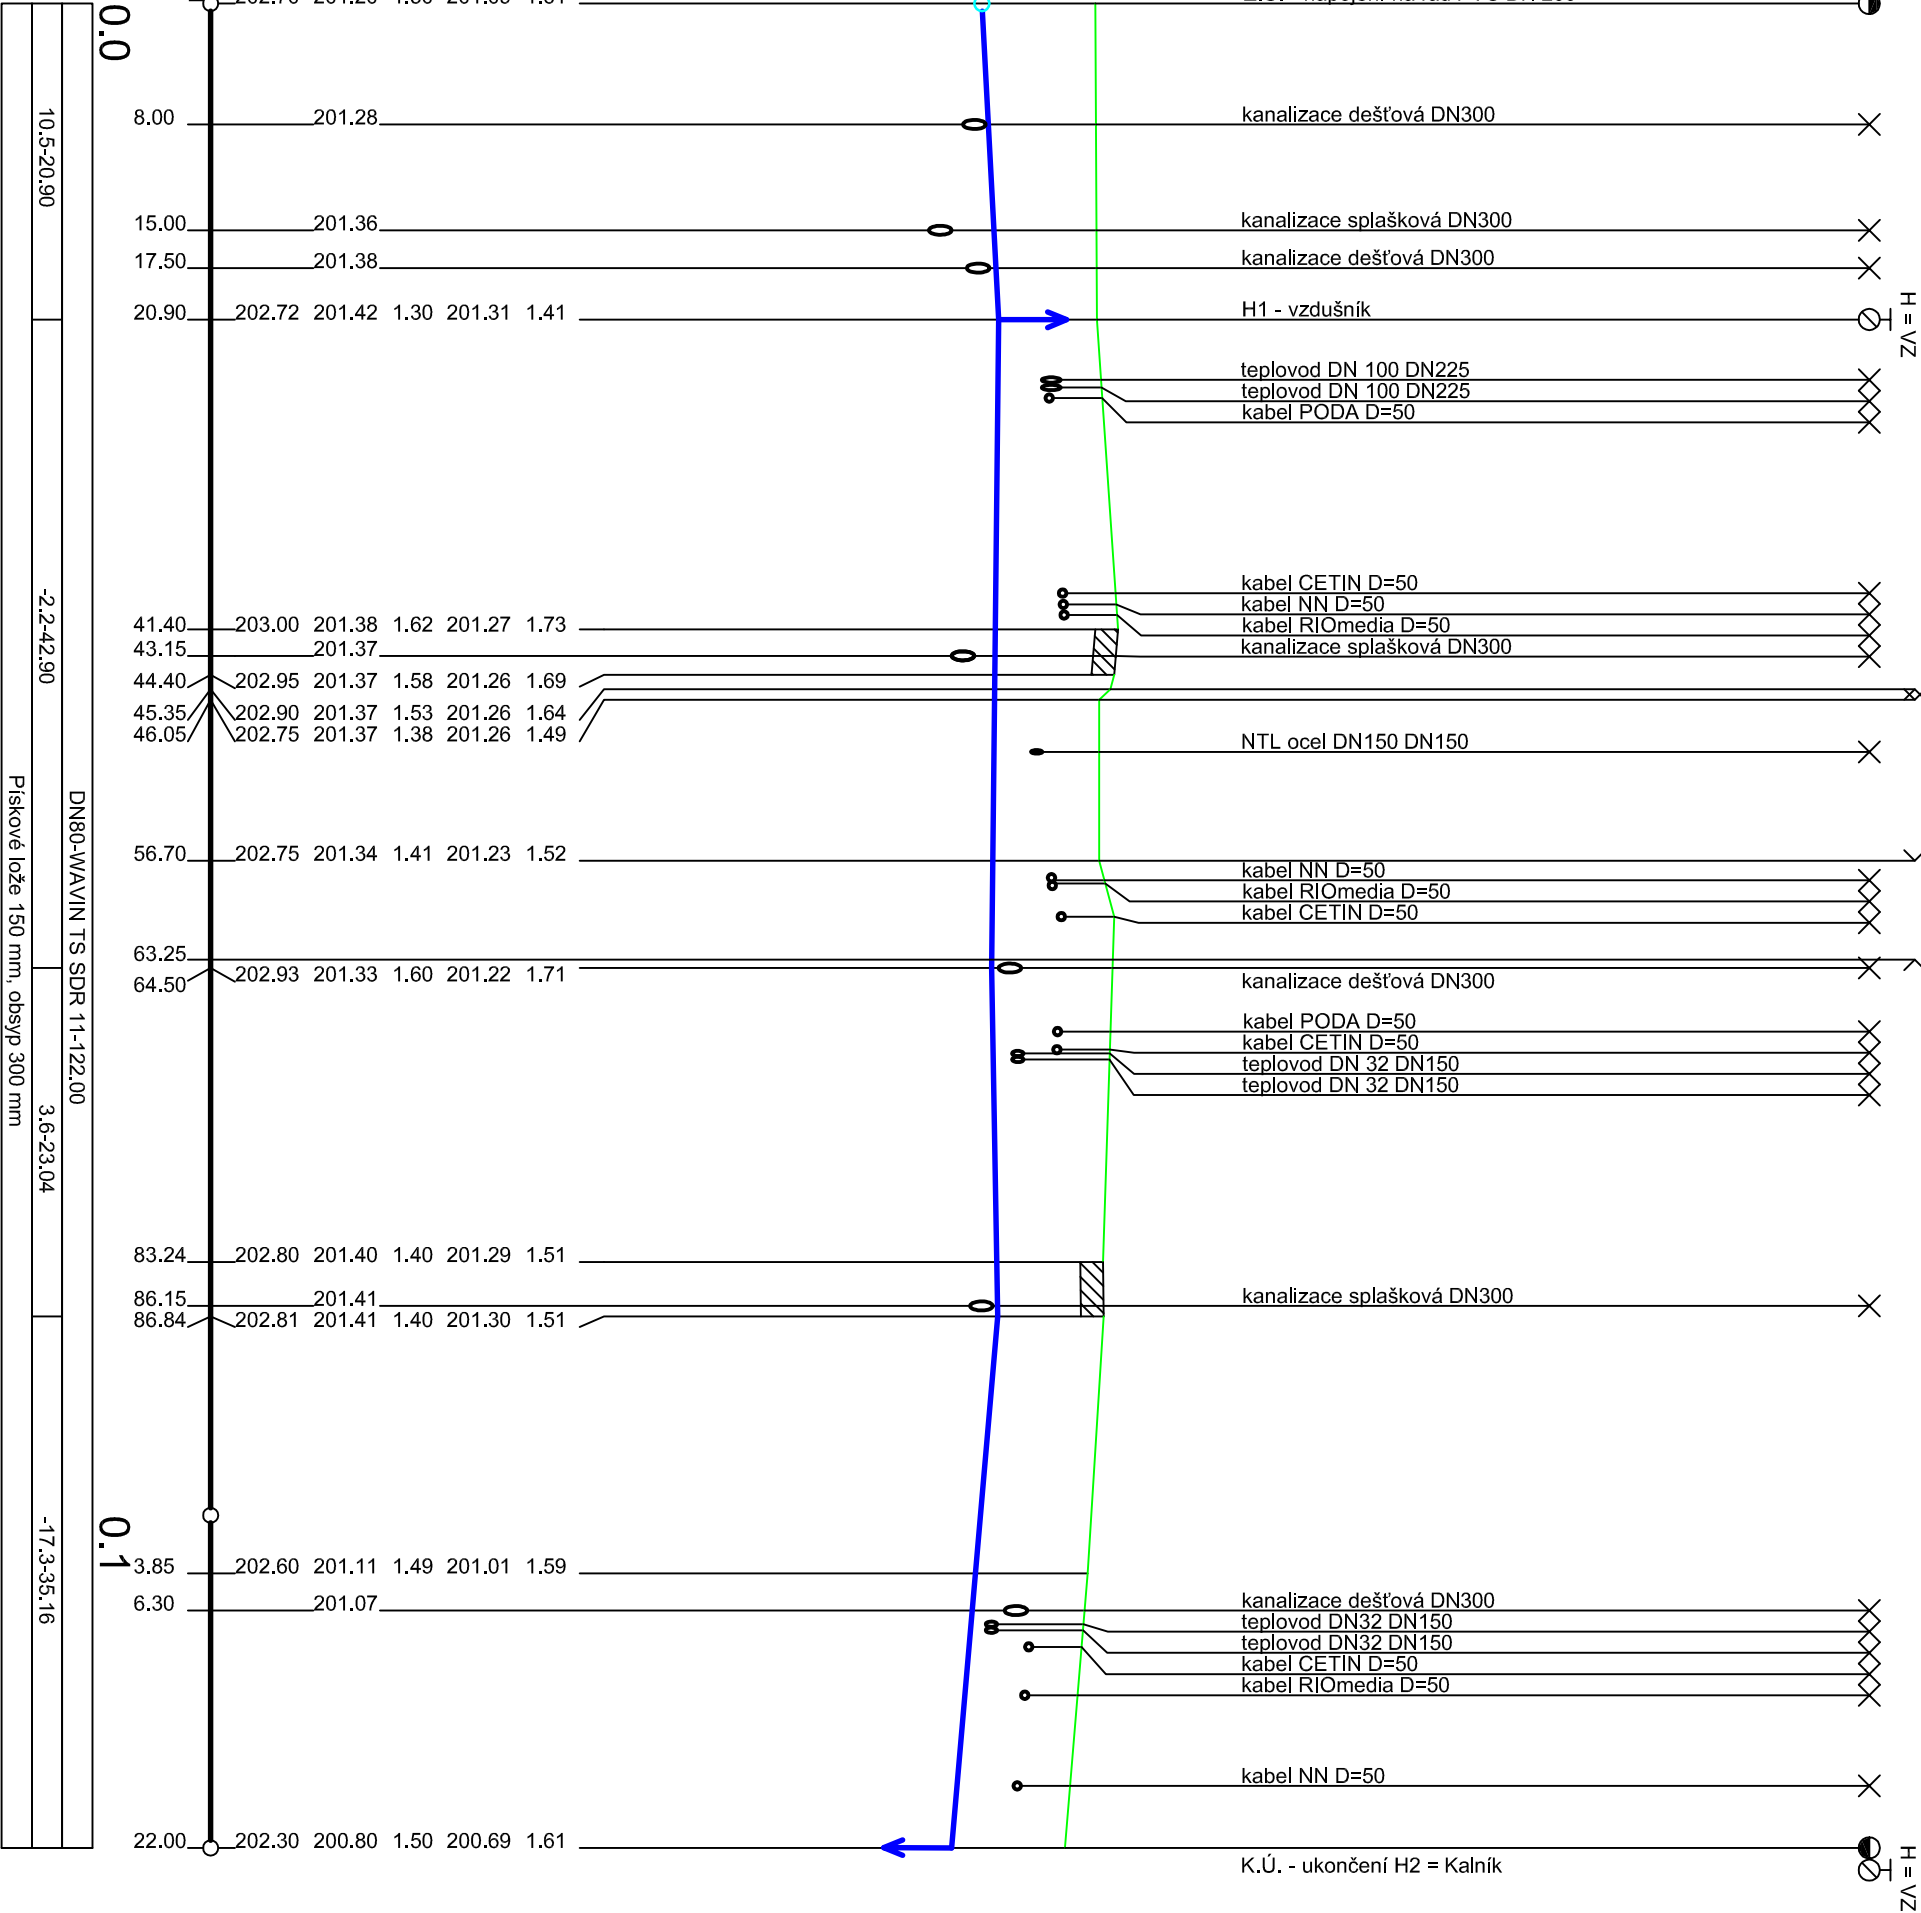 0.0
8.00 201.28 kanalizace dešťová DN300
15.00 201.36 kanalizace splašková DN300
17.50 201.38 kanalizace dešťová DN300
20.90 202.72 201.42 1.30 201.31 1.41 H1 - vzdušník
H = VZ
teplovod DN 100 DN225
teplovod DN 100 DN225
kabel PODA D=50
kabel CETIN D=50
kabel NN D=50
41.40 203.00 201.38 1.62 201.27 1.73 kabel RIOmedia D=50
43.15 201.37 kanalizace splašková DN300
44.40 202.95 201.37 1.58 201.26 1.69
45.35 202.90 201.37 1.53 201.26 1.64
46.05 202.75 201.37 1.38 201.26 1.49
NTL ocel DN150 DN150
56.70 202.75 201.34 1.41 201.23 1.52
kabel NN D=50
kabel RIOmedia D=50
kabel CETIN D=50
63.25
64.50 202.93 201.33 1.60 201.22 1.71
kanalizace dešťová DN300
kabel PODA D=50
kabel CETIN D=50
teplovod DN 32 DN150
teplovod DN 32 DN150
83.24 202.80 201.40 1.40 201.29 1.51
86.15 201.41 kanalizace splašková DN300
86.84 202.81 201.41 1.40 201.30 1.51
0.1
3.85 202.60 201.11 1.49 201.01 1.59
6.30 201.07 kanalizace dešťová DN300
teplovod DN32 DN150
teplovod DN32 DN150
kabel CETIN D=50
kabel RIOmedia D=50
kabel NN D=50
22.00 202.30 200.80 1.50 200.69 1.61
K.Ú. - ukončení H2 = Kalník
H = VZ
DN80-WAVIN TS SDR 11-122.00
10.5-20.90 -2.2-42.90 3.6-23.04 -17.3-35.16
Pískové lože 150 mm, obsyp 300 mm